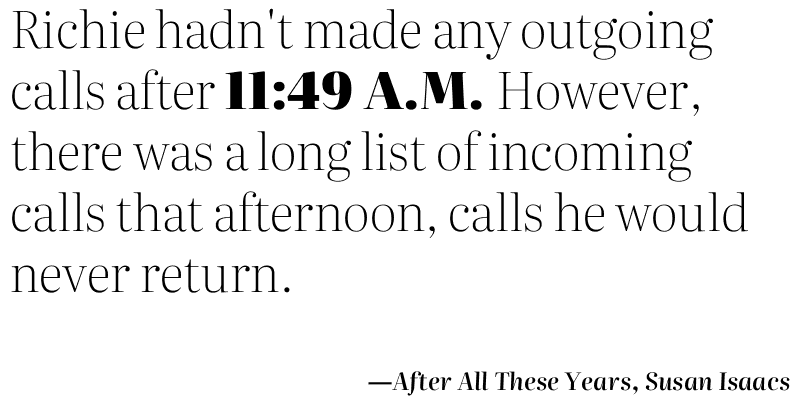 Richie hadn't made any outgoing
calls after 11:49 A.M. However,
there was a long list of incoming
calls that afternoon, calls he would
never return.
—After All These Years, Susan Isaacs